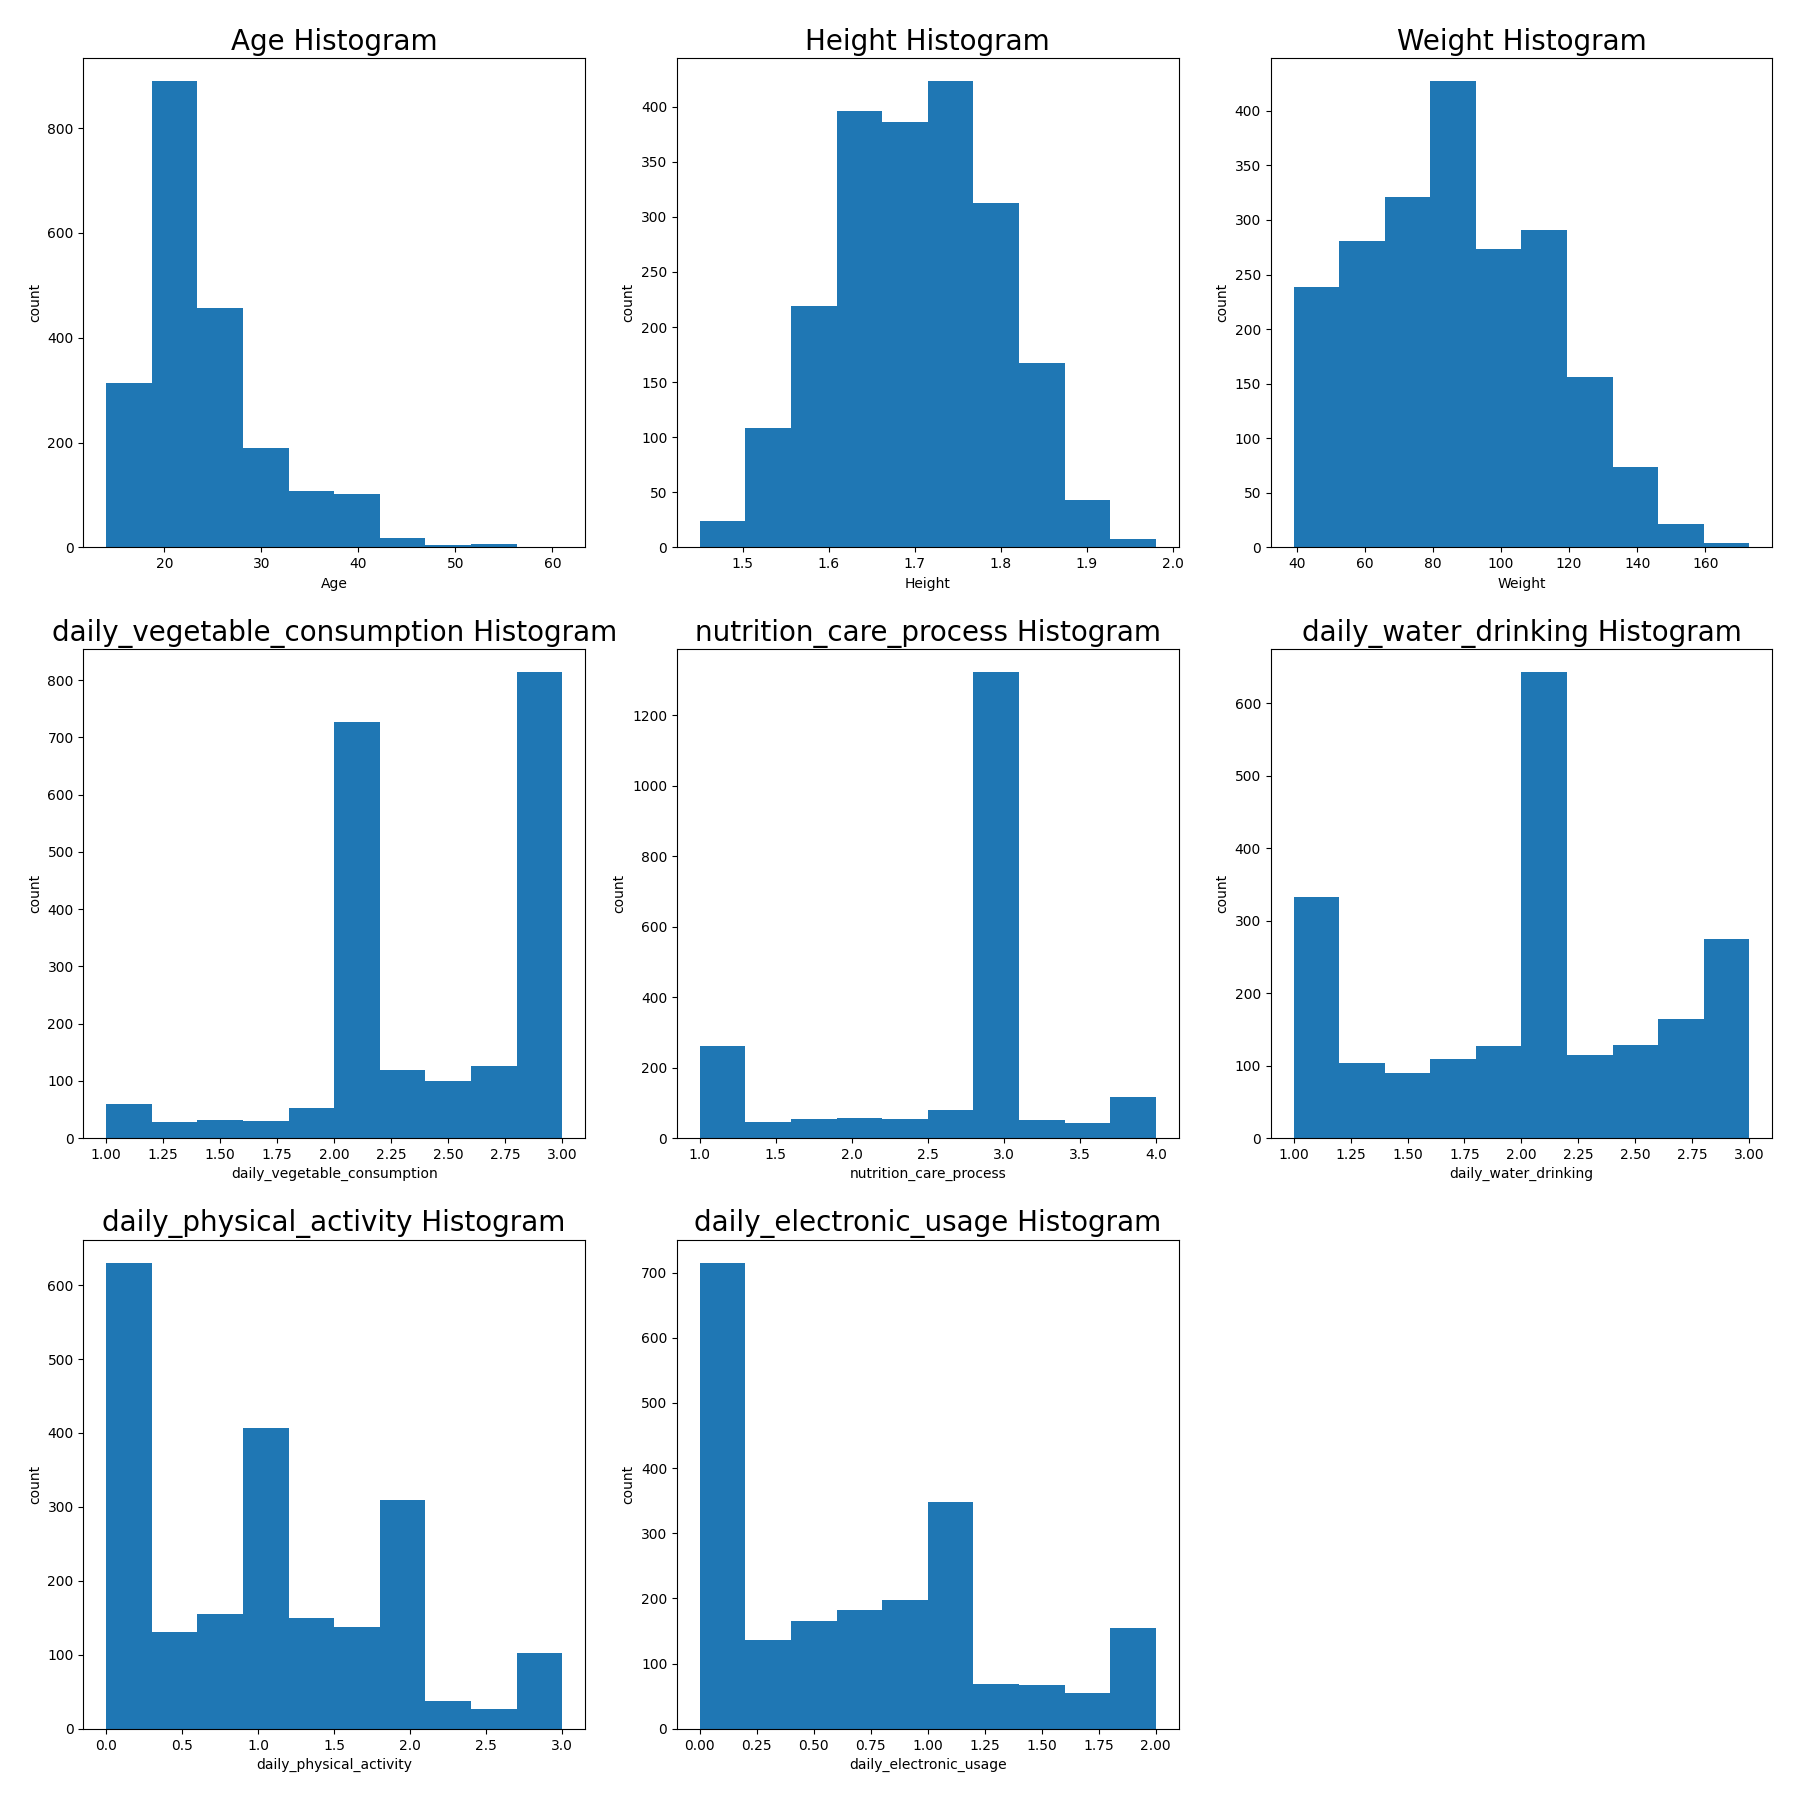 Age Histogram
count
800
600
400
200
0
20 30 40 50 60
Age
Height Histogram
count
400
350
300
250
200
150
100
50
0
1.5 1.6 1.7 1.8 1.9 2.0
Height
Weight Histogram
count
400
350
300
250
200
150
100
50
0
40 60 80 100 120 140 160
Weight
daily_vegetable_consumption Histogram
count
800
700
600
500
400
300
200
100
0
1.00 1.25 1.50 1.75 2.00 2.25 2.50 2.75 3.00
daily_vegetable_consumption
nutrition_care_process Histogram
count
1200
1000
800
600
400
200
0
1.0 1.5 2.0 2.5 3.0 3.5 4.0
nutrition_care_process
daily_water_drinking Histogram
count
600
500
400
300
200
100
0
1.00 1.25 1.50 1.75 2.00 2.25 2.50 2.75 3.00
daily_water_drinking
daily_physical_activity Histogram
count
600
500
400
300
200
100
0
0.0 0.5 1.0 1.5 2.0 2.5 3.0
daily_physical_activity
daily_electronic_usage Histogram
count
700
600
500
400
300
200
100
0
0.00 0.25 0.50 0.75 1.00 1.25 1.50 1.75 2.00
daily_electronic_usage